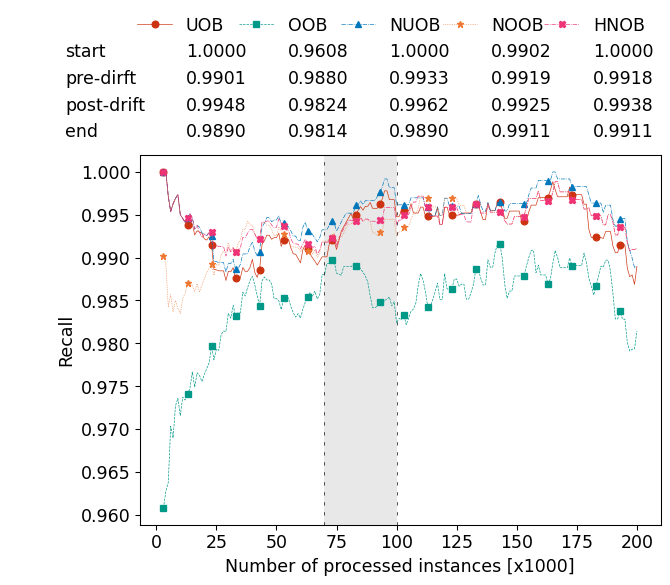 UOB OOB NUOB NOOB HNOB
start 1.0000 0.9608 1.0000 0.9902 1.0000
pre-dirft 0.9901 0.9880 0.9933 0.9919 0.9918
post-drift 0.9948 0.9824 0.9962 0.9925 0.9938
end 0.9890 0.9814 0.9890 0.9911 0.9911
1.000
0.995
0.990
0.985
0.980
0.975
0.970
0.965
0.960
Recall
0 25 50 75 100 125 150 175 200
Number of processed instances [x1000]